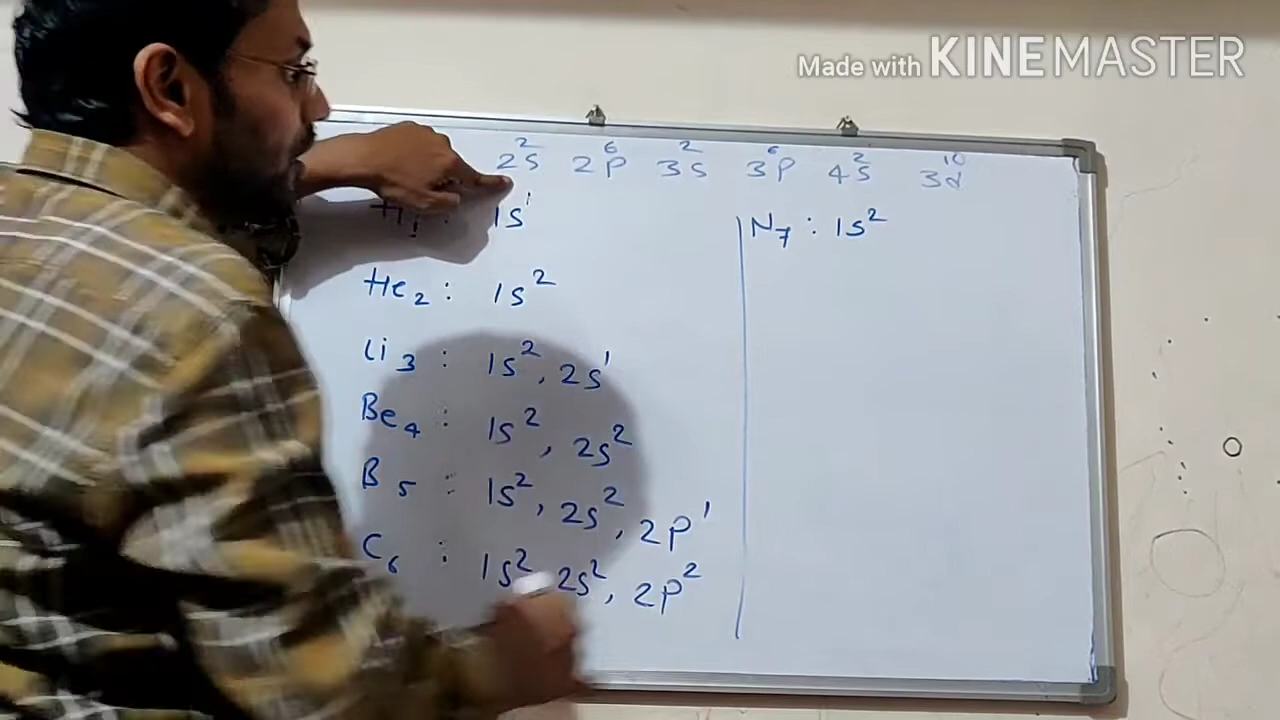 Made with KINEMASTER
2s² 2p⁶ 3s² 3p⁶ 4s² 3d¹⁰
H₁ : 1s¹
He₂ : 1s²
Li₃ : 1s², 2s¹
Be₄ : 1s², 2s²
B₅ : 1s², 2s², 2p¹
C₆ : 1s² 2s², 2p²
N₇ : 1s²